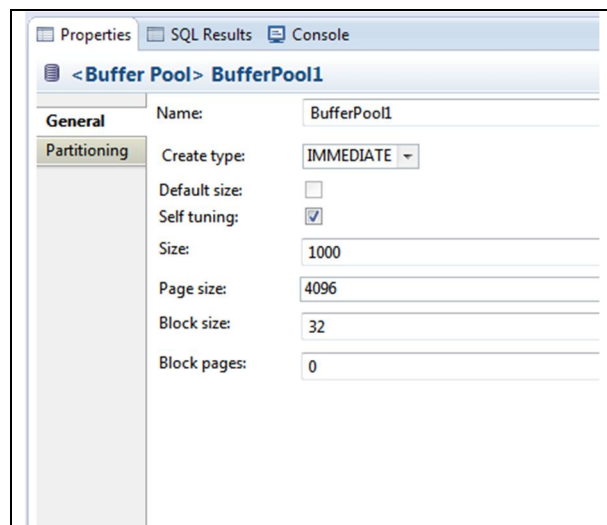 Properties SQL Results Console
<Buffer Pool> BufferPool1
General
Partitioning
Name: BufferPool1
Create type: IMMEDIATE
Default size:
Self tuning:
Size: 1000
Page size: 4096
Block size: 32
Block pages: 0